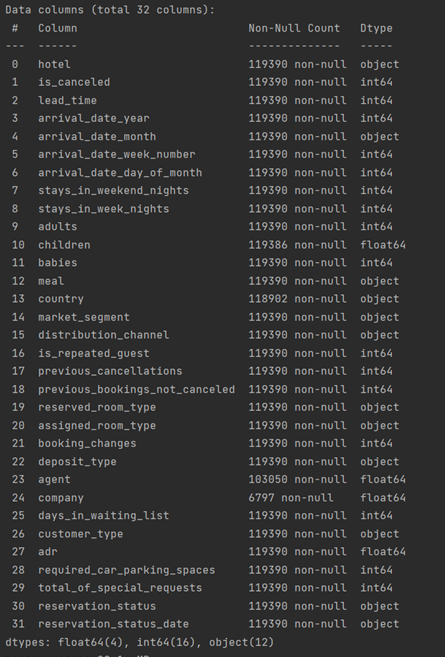 Data columns (total 32 columns):
 #   Column                          Non-Null Count   Dtype
---  ------                          --------------   -----
 0   hotel                           119390 non-null  object
 1   is_canceled                     119390 non-null  int64
 2   lead_time                       119390 non-null  int64
 3   arrival_date_year               119390 non-null  int64
 4   arrival_date_month              119390 non-null  object
 5   arrival_date_week_number        119390 non-null  int64
 6   arrival_date_day_of_month       119390 non-null  int64
 7   stays_in_weekend_nights         119390 non-null  int64
 8   stays_in_week_nights            119390 non-null  int64
 9   adults                          119390 non-null  int64
 10  children                        119386 non-null  float64
 11  babies                          119390 non-null  int64
 12  meal                            119390 non-null  object
 13  country                         118902 non-null  object
 14  market_segment                  119390 non-null  object
 15  distribution_channel            119390 non-null  object
 16  is_repeated_guest               119390 non-null  int64
 17  previous_cancellations          119390 non-null  int64
 18  previous_bookings_not_canceled  119390 non-null  int64
 19  reserved_room_type              119390 non-null  object
 20  assigned_room_type              119390 non-null  object
 21  booking_changes                 119390 non-null  int64
 22  deposit_type                    119390 non-null  object
 23  agent                           103050 non-null  float64
 24  company                         6797 non-null    float64
 25  days_in_waiting_list            119390 non-null  int64
 26  customer_type                   119390 non-null  object
 27  adr                             119390 non-null  float64
 28  required_car_parking_spaces     119390 non-null  int64
 29  total_of_special_requests       119390 non-null  int64
 30  reservation_status              119390 non-null  object
 31  reservation_status_date         119390 non-null  object
dtypes: float64(4), int64(16), object(12)